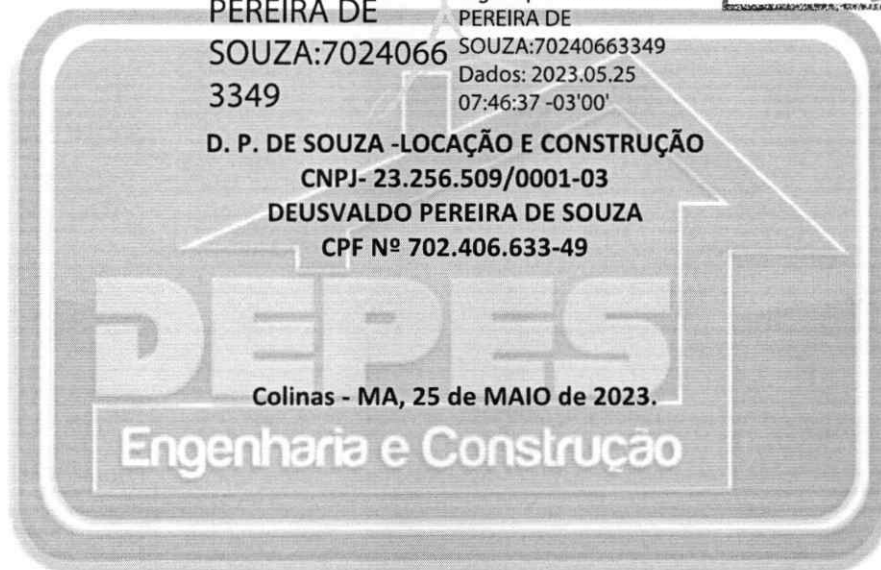 PEREIRA DE
SOUZA:7024066
3349
PEREIRA DE
SOUZA:70240663349
Dados: 2023.05.25
07:46:37 -03'00'
D. P. DE SOUZA -LOCAÇÃO E CONSTRUÇÃO
CNPJ- 23.256.509/0001-03
DEUSVALDO PEREIRA DE SOUZA
CPF Nº 702.406.633-49
DEPES
Colinas - MA, 25 de MAIO de 2023.
Engenharia e Construção